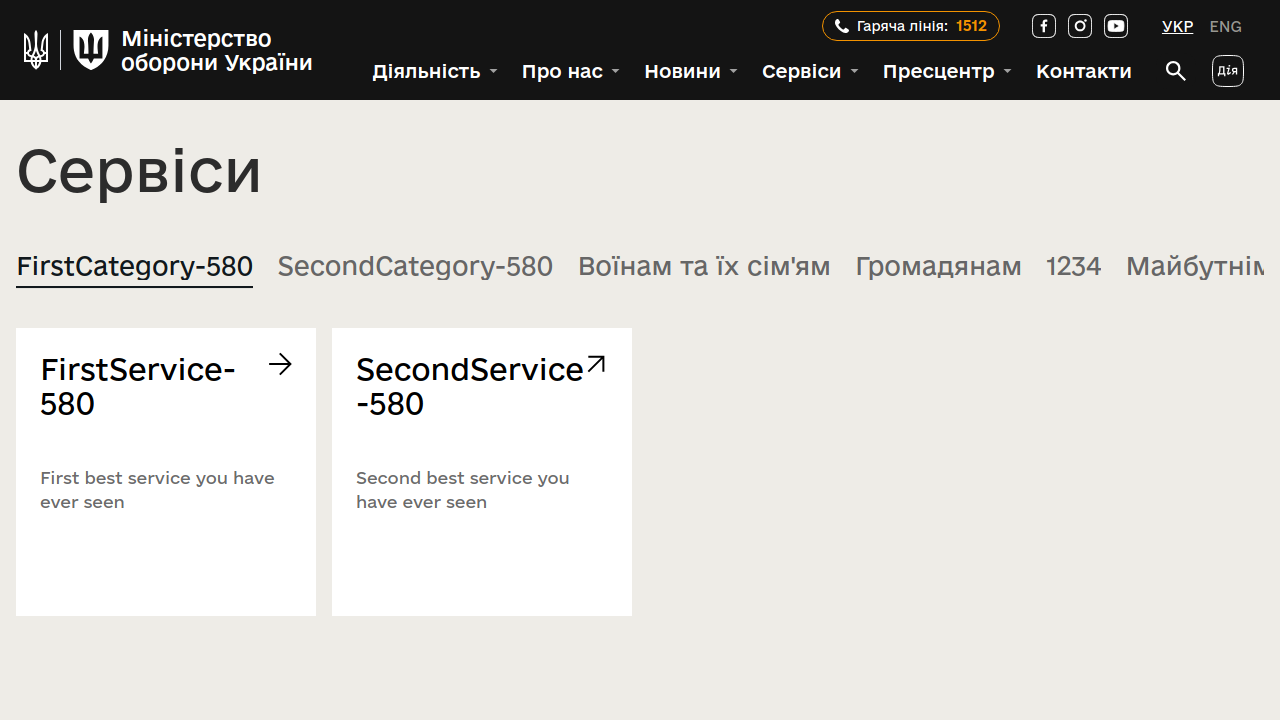 Міністерство
оборони України
Гаряча лінія: 1512
УКР ENG
Діяльність Про нас Новини Сервіси Пресцентр Контакти
Дія
Сервіси
FirstCategory-580 SecondCategory-580 Воїнам та їх сім'ям Громадянам 1234 Майбутнім
FirstService-
580
First best service you have
ever seen
SecondService
-580
Second best service you
have ever seen